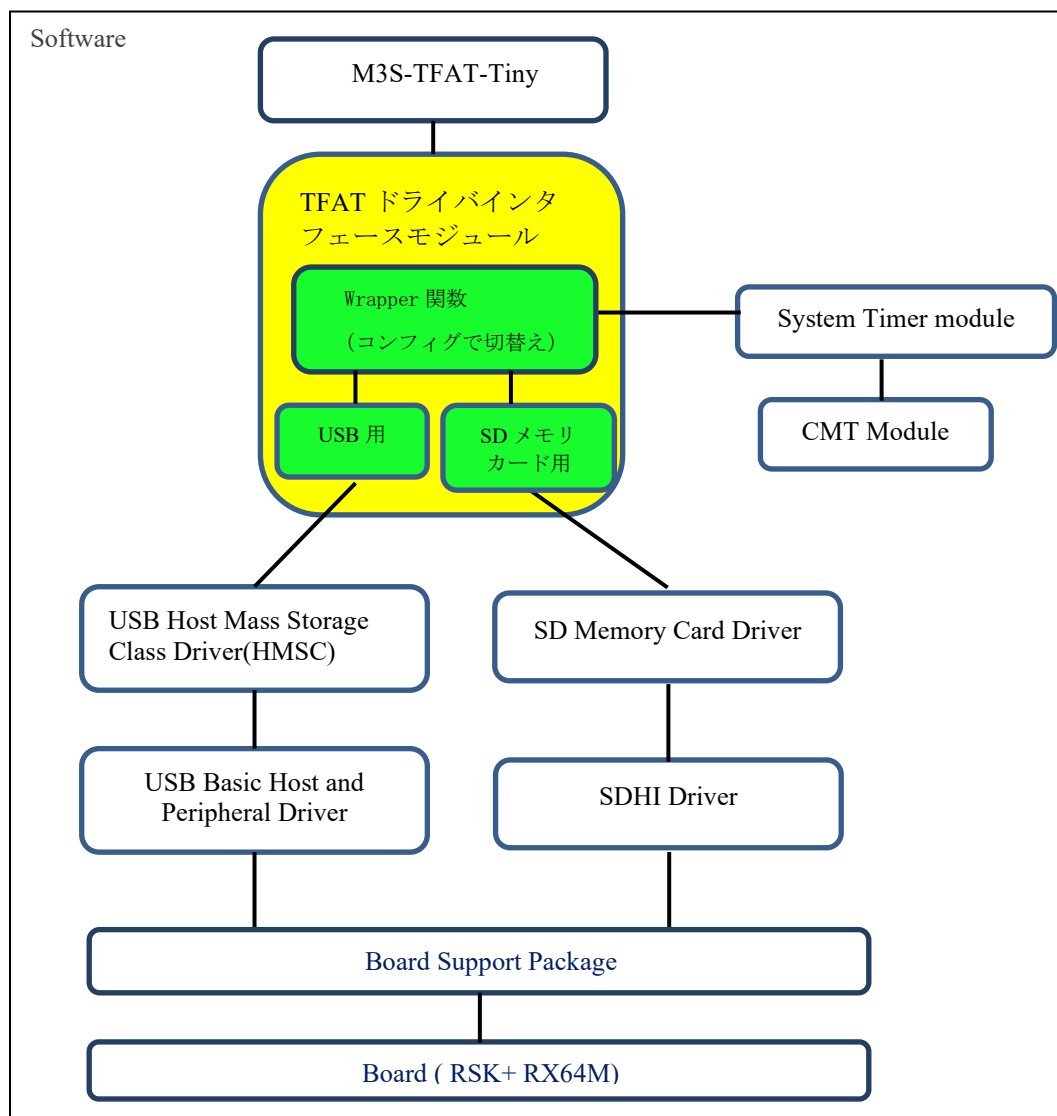 Software
M3S-TFAT-Tiny
TFAT ドライバインタ
フェースモジュール
Wrapper 関数
（コンフィグで切替え）
System Timer module
CMT Module
USB 用
SD メモリ
カード用
USB Host Mass Storage
Class Driver(HMSC)
SD Memory Card Driver
USB Basic Host and
Peripheral Driver
SDHI Driver
Board Support Package
Board ( RSK+ RX64M)